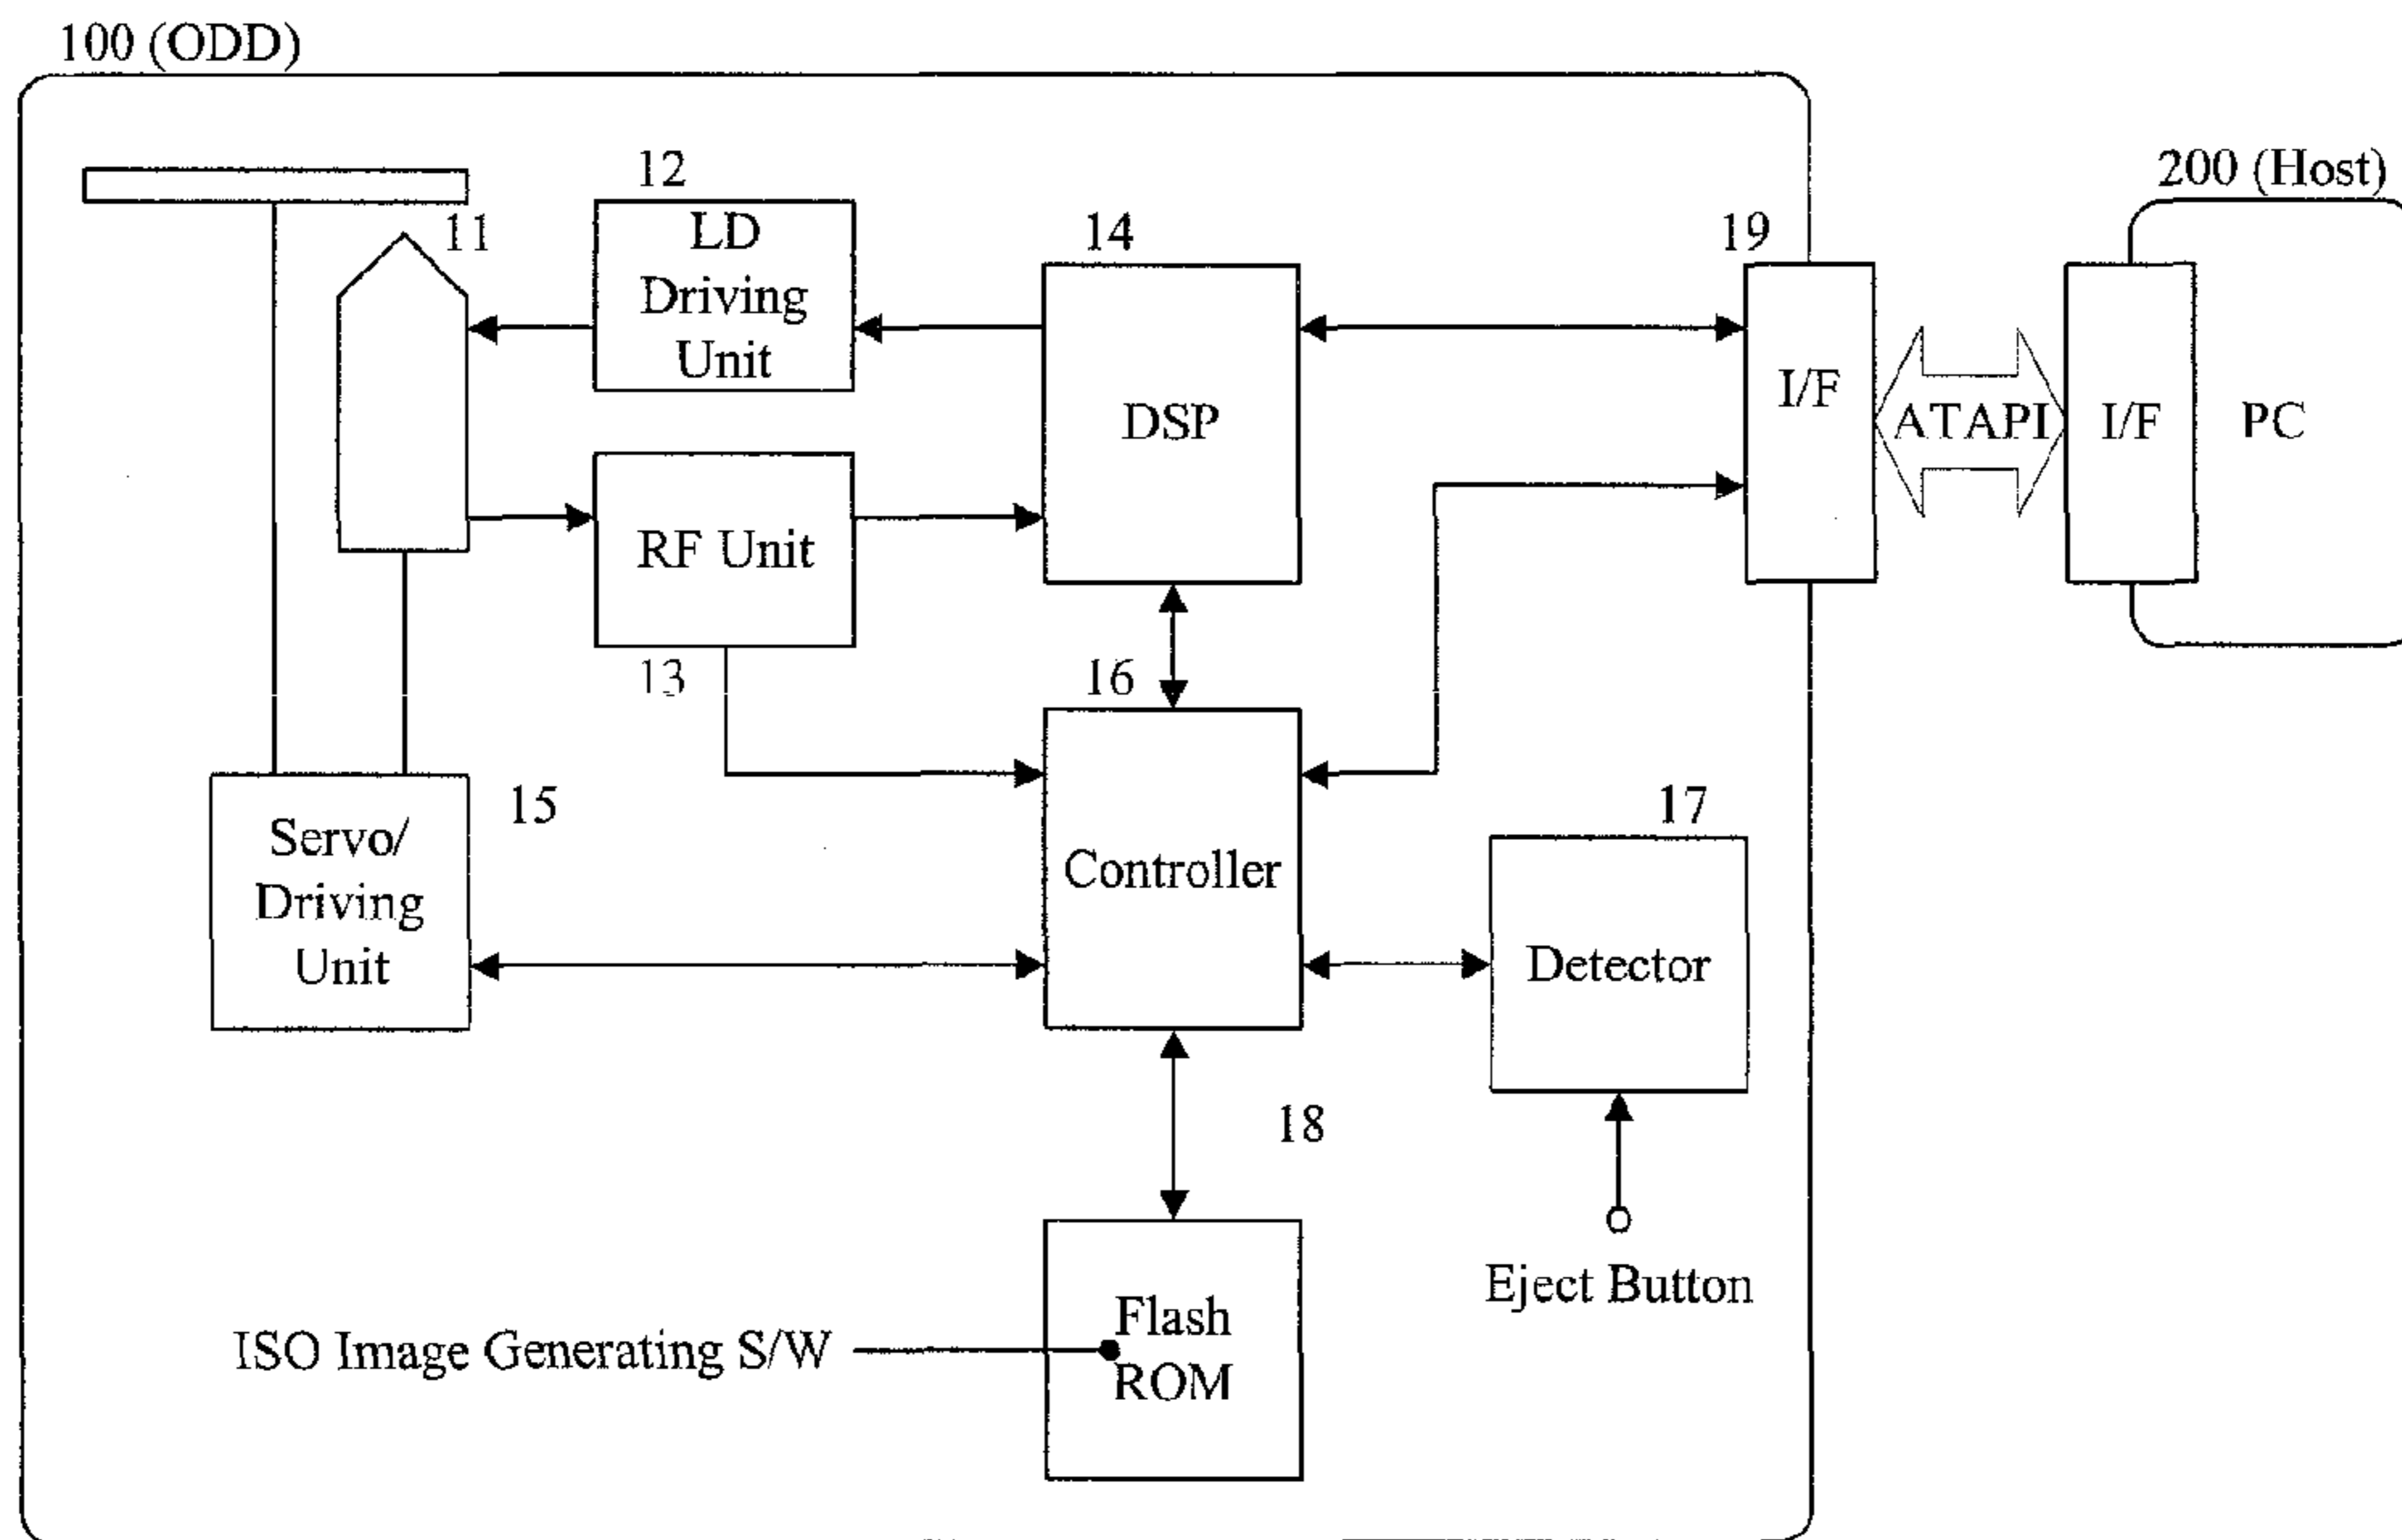 100 (ODD)
200 (Host)
11
12
LD
Driving
Unit
14
DSP
19
I/F
ATAPI
I/F
PC
RF Unit
13
16
Controller
15
Servo/
Driving
Unit
17
Detector
18
Eject Button
Flash
ROM
ISO Image Generating S/W